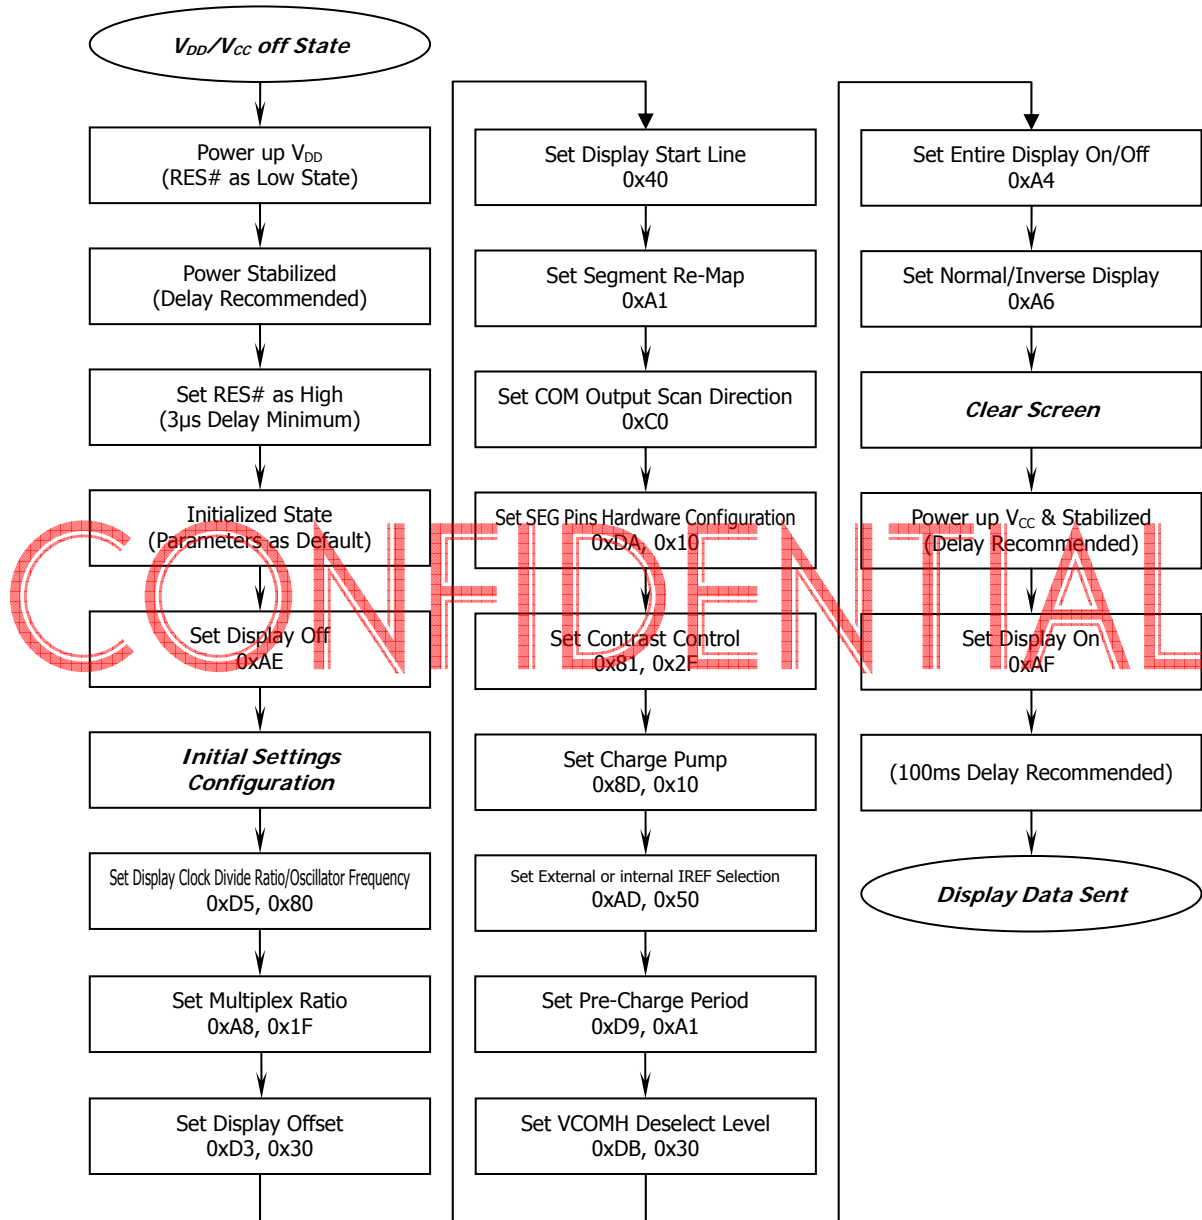 VDD/VCC off State
Power up VDD
(RES# as Low State)
Power Stabilized
(Delay Recommended)
Set RES# as High
(3μs Delay Minimum)
Initialized State
(Parameters as Default)
Set Display Off
0xAE
Initial Settings
Configuration
Set Display Clock Divide Ratio/Oscillator Frequency
0xD5, 0x80
Set Multiplex Ratio
0xA8, 0x1F
Set Display Offset
0xD3, 0x30
Set Display Start Line
0x40
Set Segment Re-Map
0xA1
Set COM Output Scan Direction
0xC0
Set SEG Pins Hardware Configuration
0xDA, 0x10
Set Contrast Control
0x81, 0x2F
Set Charge Pump
0x8D, 0x10
Set External or internal IREF Selection
0xAD, 0x50
Set Pre-Charge Period
0xD9, 0xA1
Set VCOMH Deselect Level
0xDB, 0x30
Set Entire Display On/Off
0xA4
Set Normal/Inverse Display
0xA6
Clear Screen
Power up VCC & Stabilized
(Delay Recommended)
Set Display On
0xAF
(100ms Delay Recommended)
Display Data Sent
CONFIDENTIAL